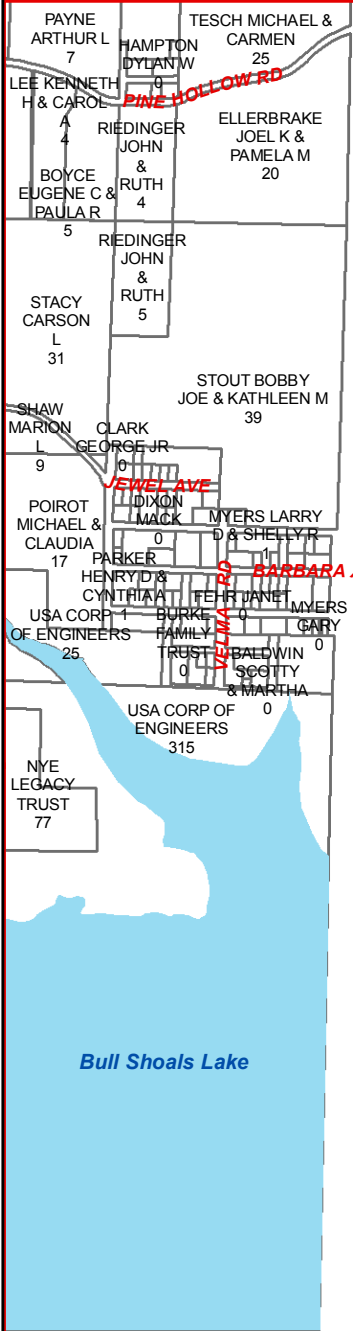 PAYNE
ARTHUR L
7
HAMPTON
DYLAN W
0
TESCH MICHAEL &
CARMEN
25
LEE KENNETH
H & CAROL
A
4
PINE HOLLOW RD
RIEDINGER
JOHN
&
RUTH
4
ELLERBRAKE
JOEL K &
PAMELA M
20
BOYCE
EUGENE C &
PAULA R
5
RIEDINGER
JOHN
&
RUTH
5
STACY
CARSON
L
31
STOUT BOBBY
JOE & KATHLEEN M
39
SHAW
MARION
L
9
CLARK
GEORGE JR
0
JEWEL AVE
DIXON
MACK
0
POIROT
MICHAEL &
CLAUDIA
17
MYERS LARRY
D & SHELLY R
1
PARKER
HENRY D &
CYNTHIA A
1
BARBARA
VELMA RD
FEHR JANET
0
MYERS
GARY
0
USA CORP
OF ENGINEERS
25
BURKE
FAMILY
TRUST
0
BALDWIN
SCOTTY
& MARTHA
0
USA CORP OF
ENGINEERS
315
NYE
LEGACY
TRUST
77
Bull Shoals Lake